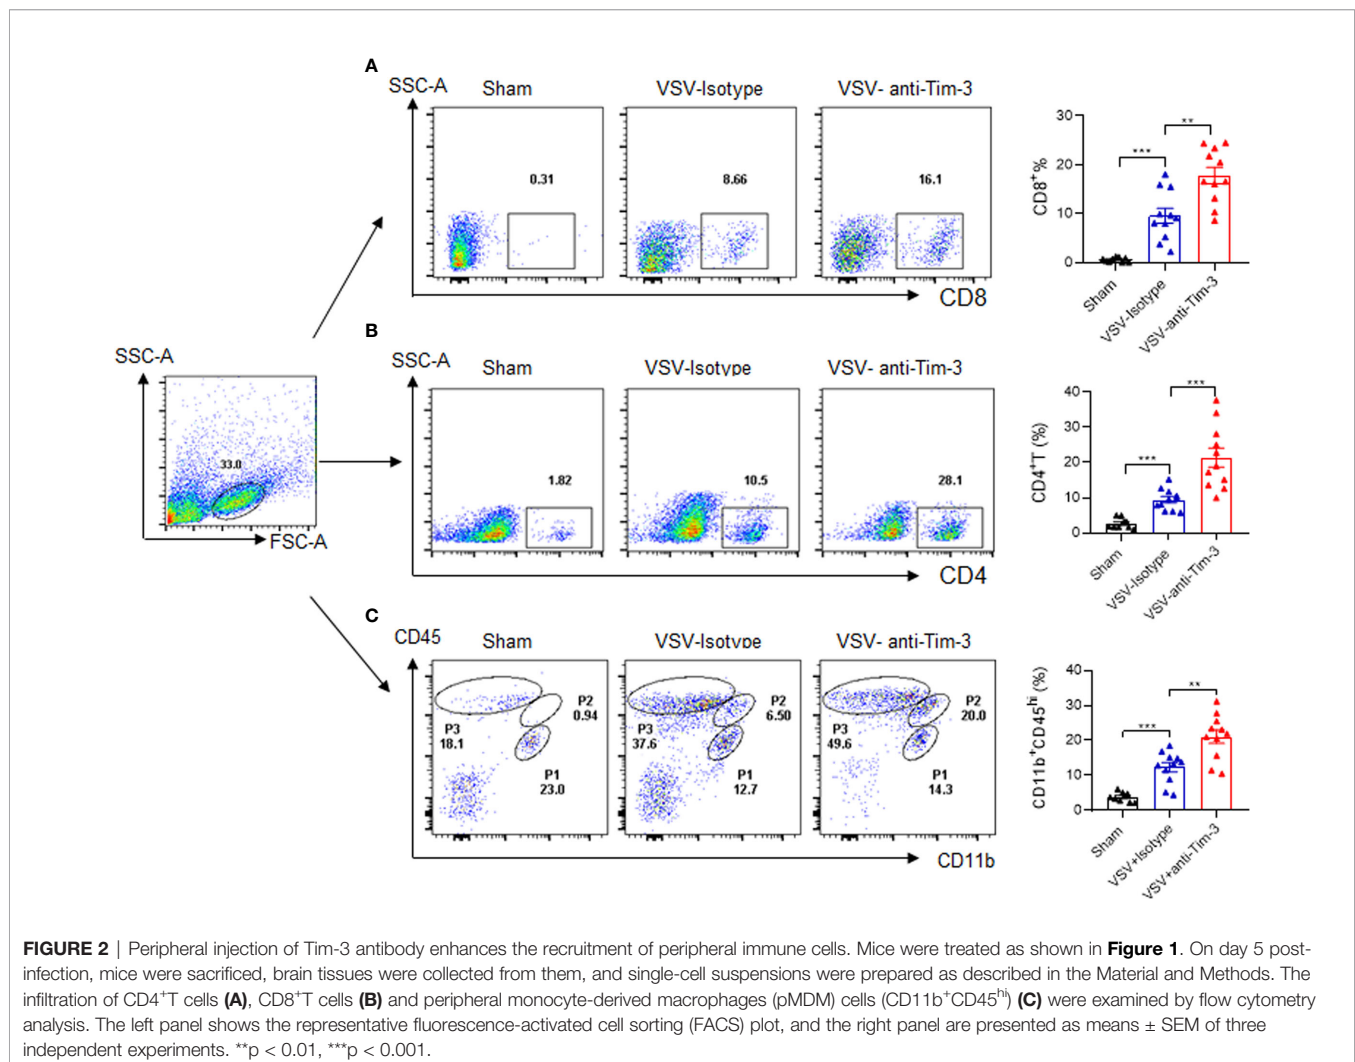 A
SSC-A Sham VSV-Isotype VSV- anti-Tim-3
0.31 8.66 16.1
CD8
CD8+%
30
20
10
0
*** **
Sham VSV-Isotype VSV-anti-Tim-3
SSC-A
33.0
FSC-A
B
SSC-A Sham VSV-Isotype VSV- anti-Tim-3
1.82 10.5 28.1
CD4
CD4+T (%)
40
30
20
10
0
*** ***
Sham VSV-Isotype VSV-anti-Tim-3
C
CD45 Sham VSV-Isotype VSV- anti-Tim-3
P2 0.94 P3 18.1 P1 23.0
P2 6.50 P3 37.6 P1 12.7
P2 20.0 P3 49.6 P1 14.3
CD11b
CD11b+CD45hi (%)
40
30
20
10
0
*** **
Sham VSV+Isotype VSV+anti-Tim-3
FIGURE 2 | Peripheral injection of Tim-3 antibody enhances the recruitment of peripheral immune cells. Mice were treated as shown in Figure 1. On day 5 post-
infection, mice were sacrificed, brain tissues were collected from them, and single-cell suspensions were prepared as described in the Material and Methods. The
infiltration of CD4+T cells (A), CD8+T cells (B) and peripheral monocyte-derived macrophages (pMDM) cells (CD11b+CD45hi) (C) were examined by flow cytometry
analysis. The left panel shows the representative fluorescence-activated cell sorting (FACS) plot, and the right panel are presented as means ± SEM of three
independent experiments. **p < 0.01, ***p < 0.001.